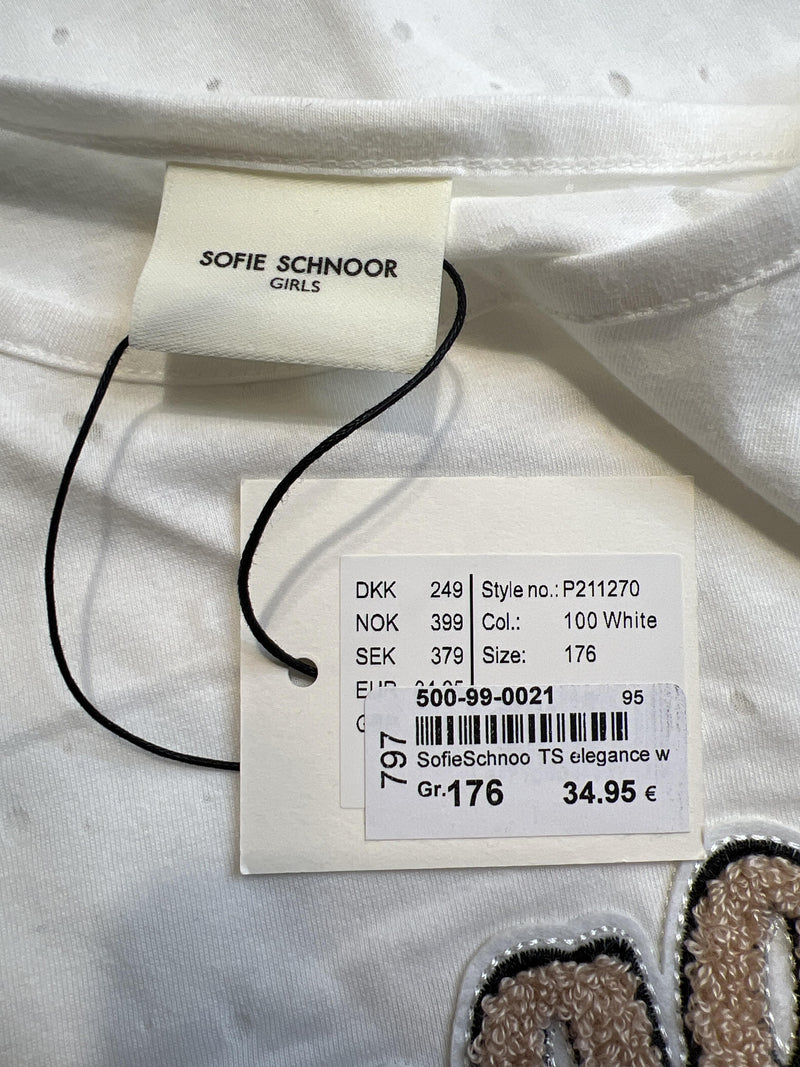 SOFIE SCHNOOR
GIRLS
DKK 249
NOK 399
SEK 379
Style no.: P211270
Col.: 100 White
Size: 176
500-99-0021 95
797
SofieSchnoo TS elegance w
Gr.176 34.95 €